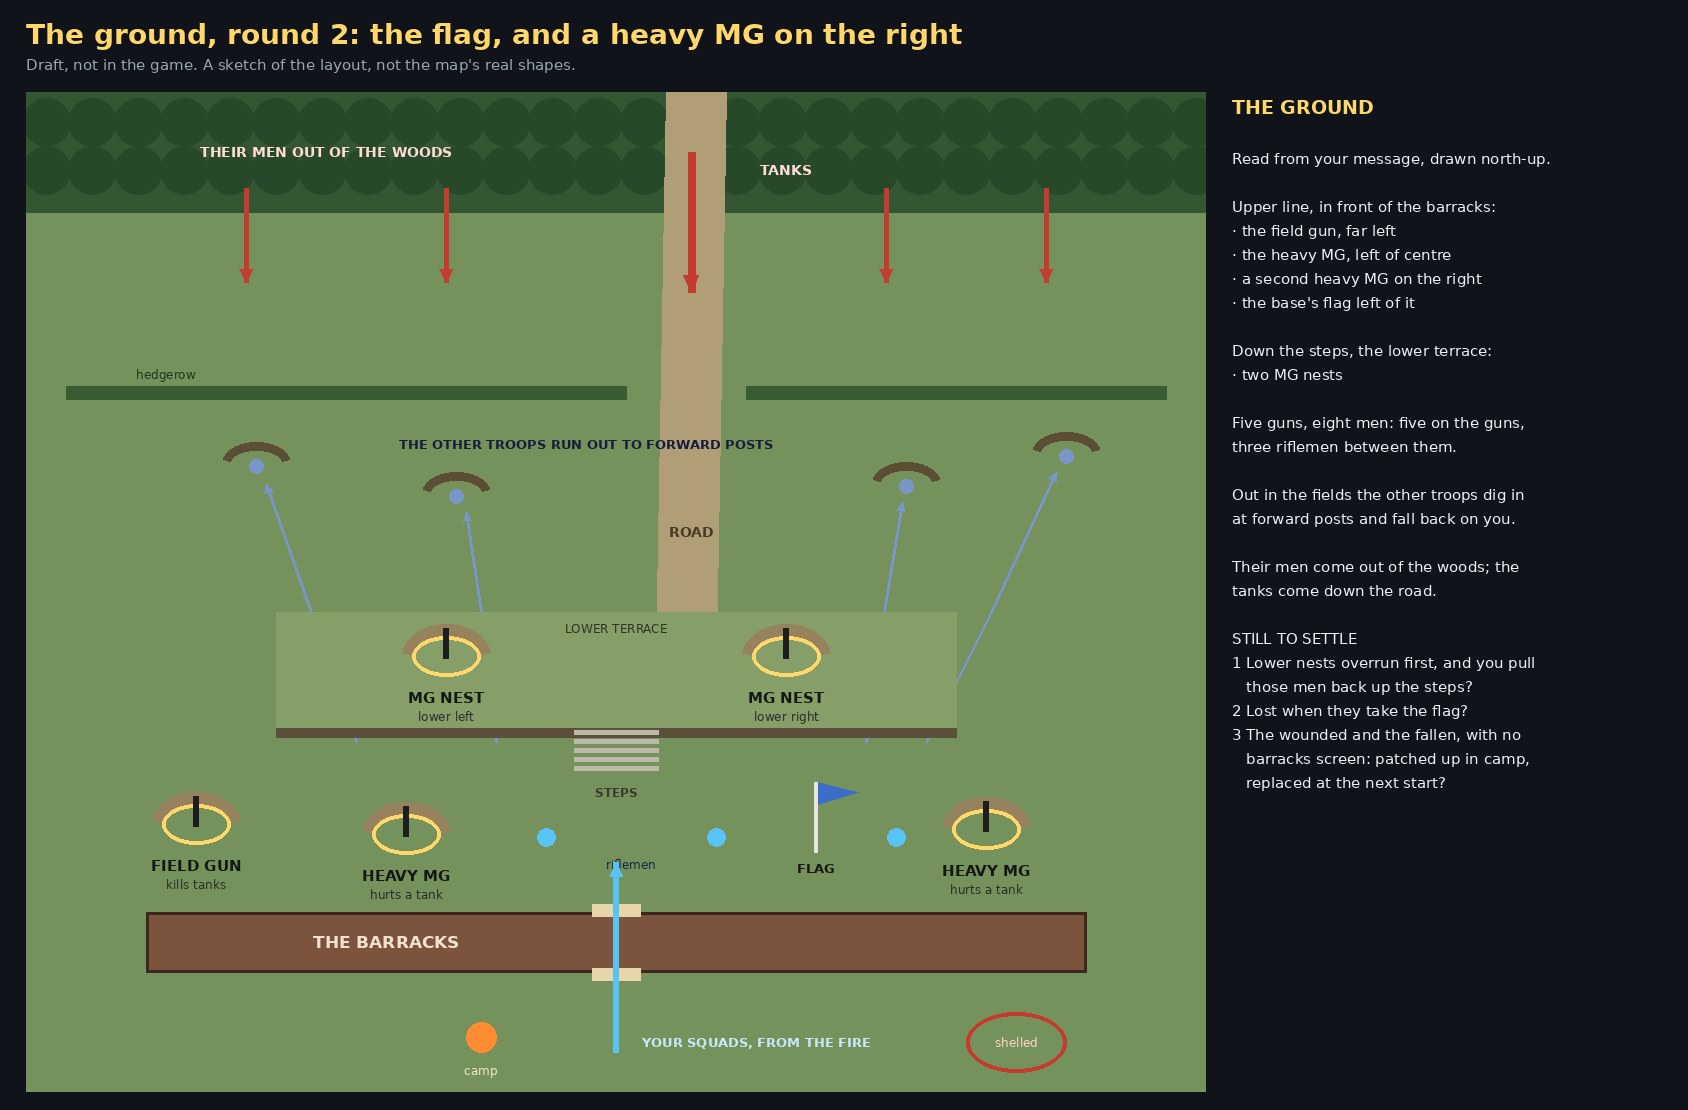 The ground, round 2: the flag, and a heavy MG on the right
Draft, not in the game. A sketch of the layout, not the map's real shapes.
THEIR MEN OUT OF THE WOODS
TANKS
hedgerow
THE OTHER TROOPS RUN OUT TO FORWARD POSTS
ROAD
LOWER TERRACE
MG NEST
lower left
MG NEST
lower right
STEPS
FIELD GUN
kills tanks
HEAVY MG
hurts a tank
riflemen
FLAG
HEAVY MG
hurts a tank
THE BARRACKS
camp
YOUR SQUADS, FROM THE FIRE
shelled
THE GROUND
Read from your message, drawn north-up.
Upper line, in front of the barracks:
· the field gun, far left
· the heavy MG, left of centre
· a second heavy MG on the right
· the base's flag left of it
Down the steps, the lower terrace:
· two MG nests
Five guns, eight men: five on the guns,
three riflemen between them.
Out in the fields the other troops dig in
at forward posts and fall back on you.
Their men come out of the woods; the
tanks come down the road.
STILL TO SETTLE
1 Lower nests overrun first, and you pull
those men back up the steps?
2 Lost when they take the flag?
3 The wounded and the fallen, with no
barracks screen: patched up in camp,
replaced at the next start?